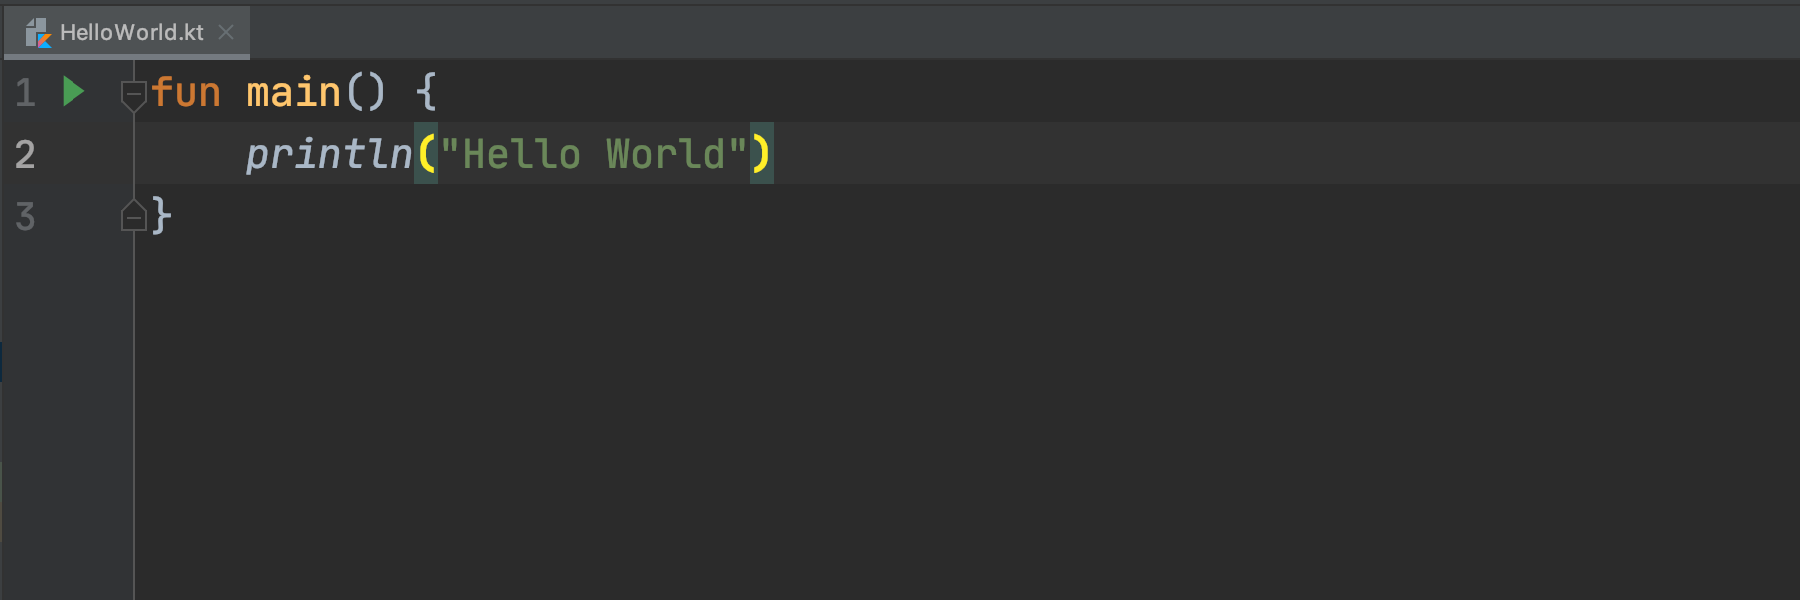 HelloWorld.kt
1 fun main() {
2     println("Hello World")
3 }